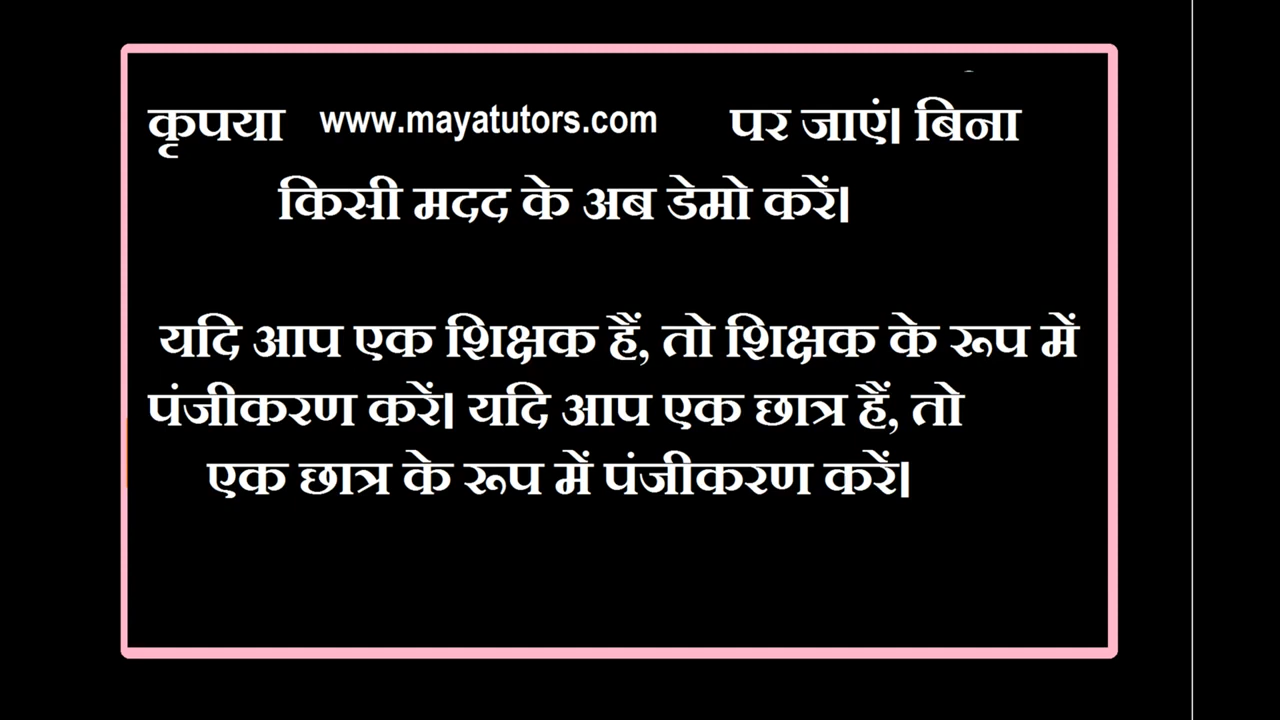 कृपया www.mayatutors.com पर जाएं। बिना
किसी मदद के अब डेमो करें।
यदि आप एक शिक्षक हैं, तो शिक्षक के रूप में
पंजीकरण करें। यदि आप एक छात्र हैं, तो
एक छात्र के रूप में पंजीकरण करें।